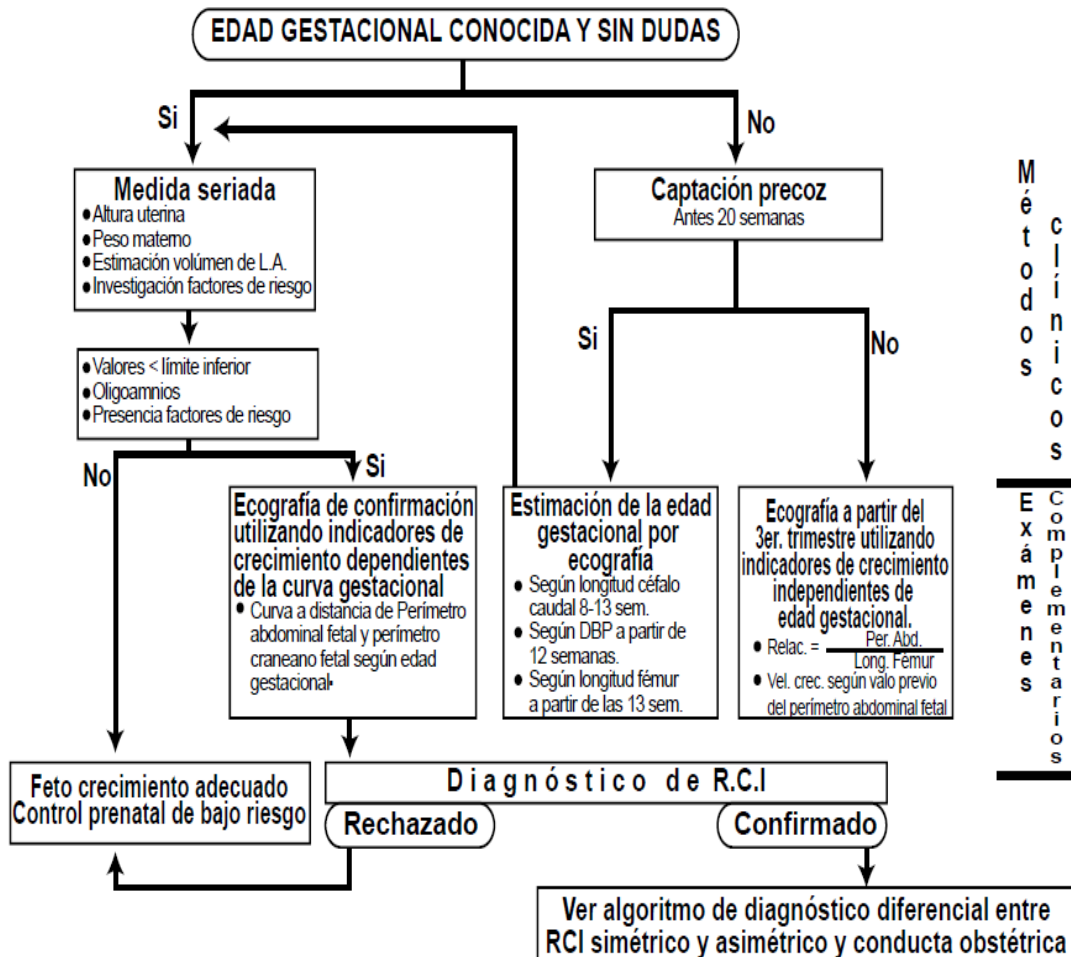 EDAD GESTACIONAL CONOCIDA Y SIN DUDAS
Si
No
Medida seriada
● Altura uterina
● Peso materno
● Estimación volúmen de L.A.
● Investigación factores de riesgo
Captación precoz
Antes 20 semanas
Métodos
clínicos
● Valores < límite inferior
● Oligoamnios
● Presencia factores de riesgo
Si
No
No
Si
Ecografía de confirmación
utilizando indicadores de
crecimiento dependientes
de la curva gestacional
● Curva a distancia de Perímetro
abdominal fetal y perímetro
craneano fetal según edad
gestacional
Estimación de la edad
gestacional por
ecografía
● Según longitud céfalo
caudal 8-13 sem.
● Según DBP a partir de
12 semanas.
● Según longitud fémur
a partir de las 13 sem.
Ecografía a partir del
3er. trimestre utilizando
indicadores de crecimiento
independientes de
edad gestacional.
● Relac. = Per. Abd.
Long. Fémur
● Vel. crec. según valo previo
del perímetro abdominal fetal
Exámenes
Complementarios
Feto crecimiento adecuado
Control prenatal de bajo riesgo
Diagnóstico de R.C.I
Rechazado
Confirmado
Ver algoritmo de diagnóstico diferencial entre
RCI simétrico y asimétrico y conducta obstétrica